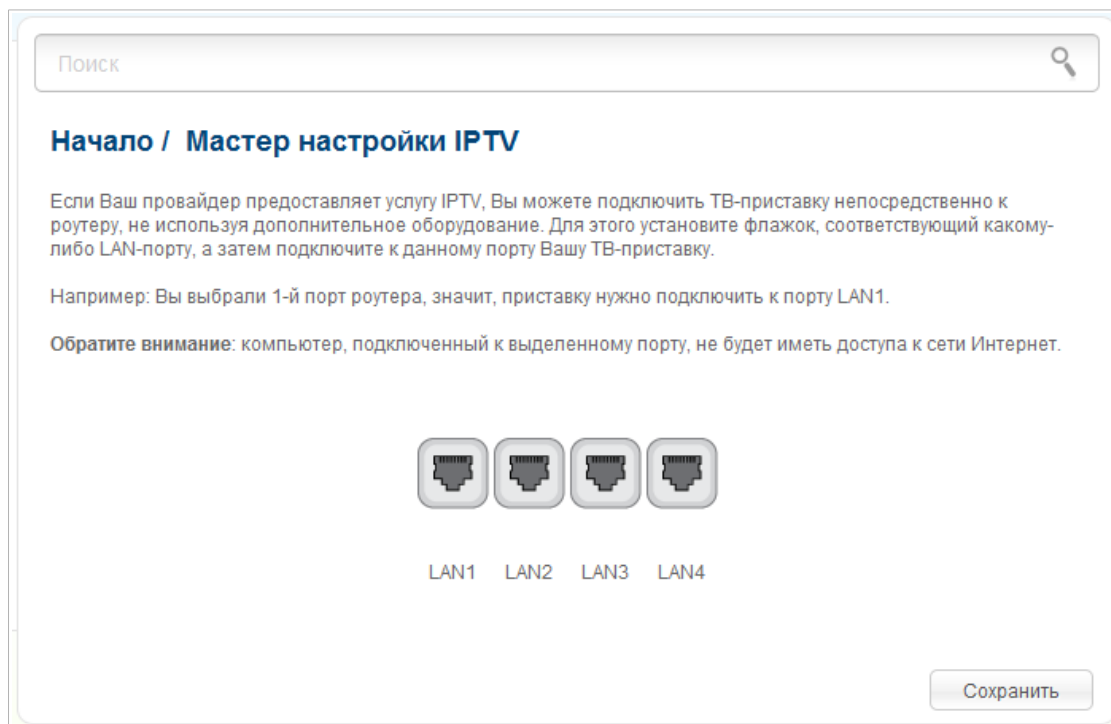 Поиск
Начало / Мастер настройки IPTV
Если Ваш провайдер предоставляет услугу IPTV, Вы можете подключить ТВ-приставку непосредственно к
роутеру, не используя дополнительное оборудование. Для этого установите флажок, соответствующий какому-
либо LAN-порту, а затем подключите к данному порту Вашу ТВ-приставку.
Например: Вы выбрали 1-й порт роутера, значит, приставку нужно подключить к порту LAN1.
Обратите внимание: компьютер, подключенный к выделенному порту, не будет иметь доступа к сети Интернет.
LAN1 LAN2 LAN3 LAN4
Сохранить